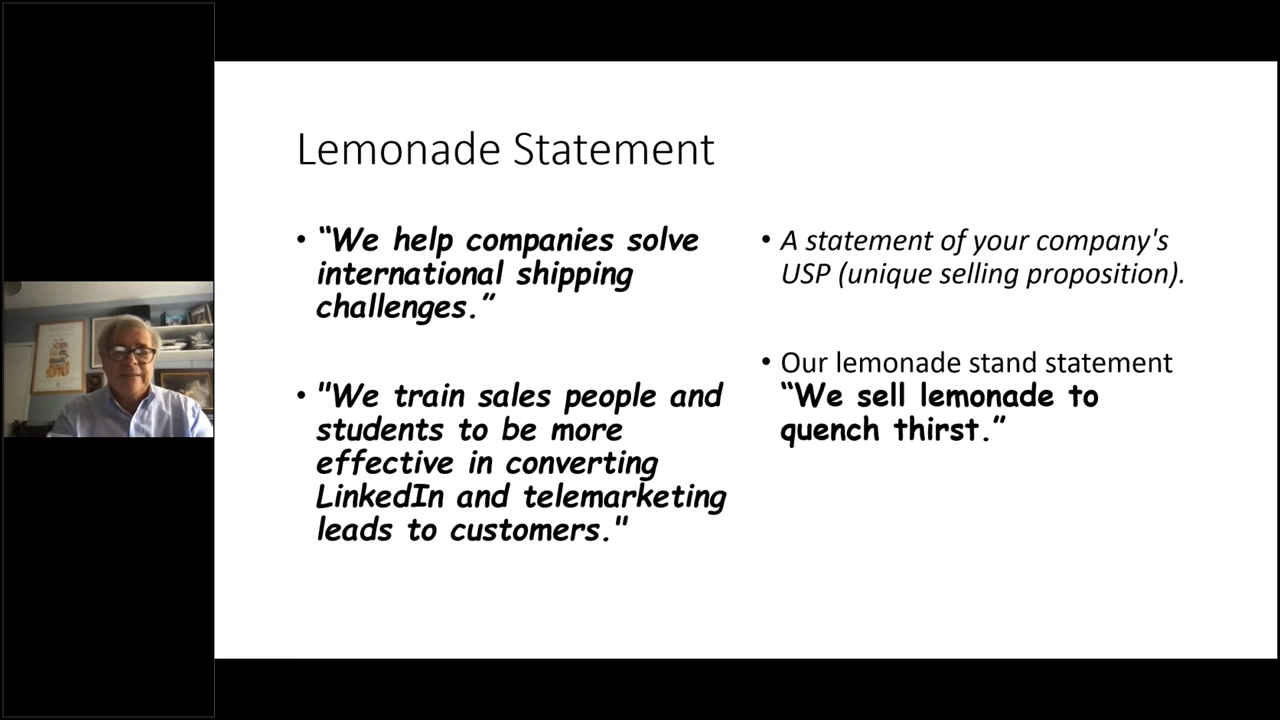 Lemonade Statement
• “We help companies solve
international shipping
challenges.”
• "We train sales people and
students to be more
effective in converting
LinkedIn and telemarketing
leads to customers."
• A statement of your company's
USP (unique selling proposition).
• Our lemonade stand statement
“We sell lemonade to
quench thirst.”